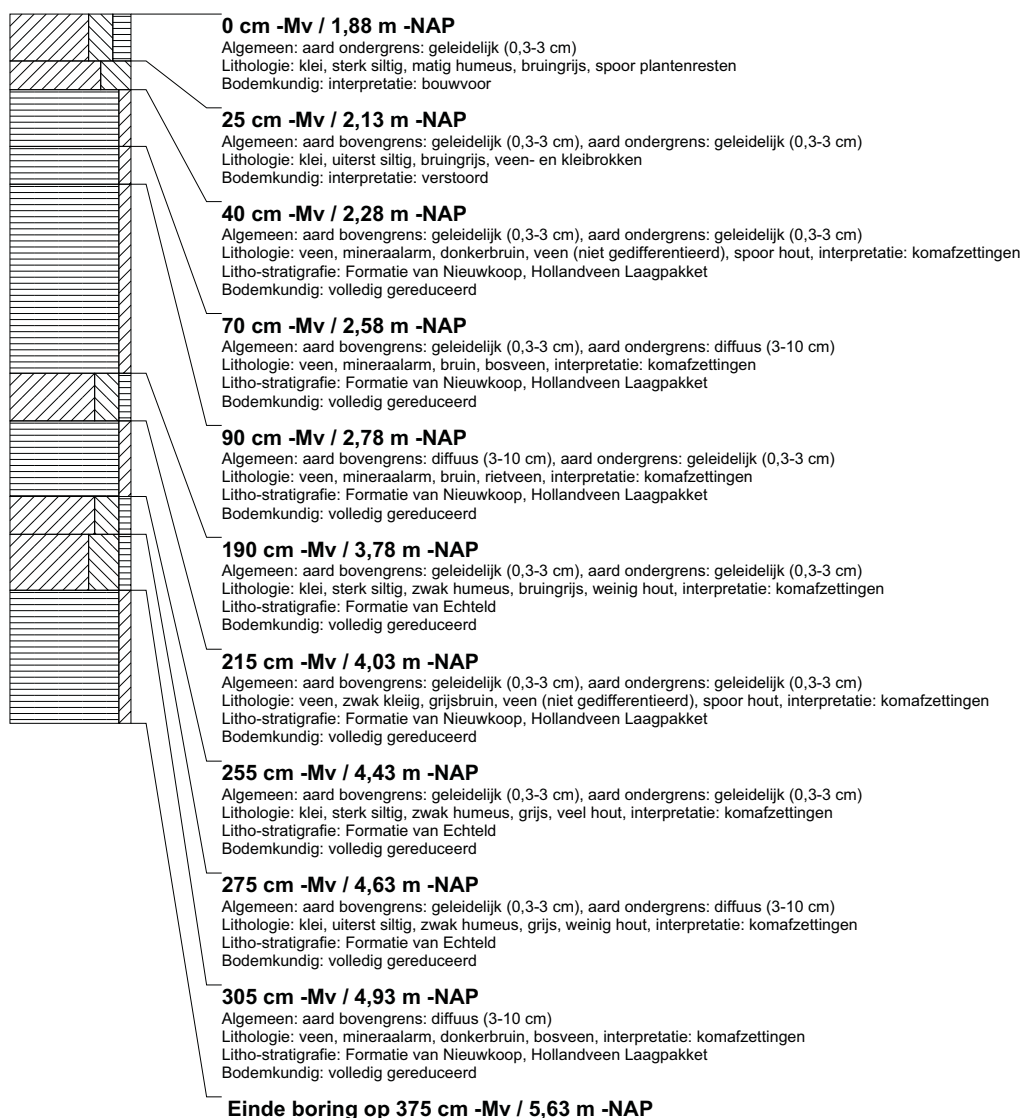 0 cm -Mv / 1,88 m -NAP
Algemeen: aard ondergrens: geleidelijk (0,3-3 cm)
Lithologie: klei, sterk siltig, matig humeus, bruingrijs, spoor plantenresten
Bodemkundig: interpretatie: bouwvoor
25 cm -Mv / 2,13 m -NAP
Algemeen: aard bovengrens: geleidelijk (0,3-3 cm), aard ondergrens: geleidelijk (0,3-3 cm)
Lithologie: klei, uiterst siltig, bruingrijs, veen- en kleibrokken
Bodemkundig: interpretatie: verstoord
40 cm -Mv / 2,28 m -NAP
Algemeen: aard bovengrens: geleidelijk (0,3-3 cm), aard ondergrens: geleidelijk (0,3-3 cm)
Lithologie: veen, mineraalarm, donkerbruin, veen (niet gedifferentieerd), spoor hout, interpretatie: komafzettingen
Litho-stratigrafie: Formatie van Nieuwkoop, Hollandveen Laagpakket
Bodemkundig: volledig gereduceerd
70 cm -Mv / 2,58 m -NAP
Algemeen: aard bovengrens: geleidelijk (0,3-3 cm), aard ondergrens: diffuus (3-10 cm)
Lithologie: veen, mineraalarm, bruin, bosveen, interpretatie: komafzettingen
Litho-stratigrafie: Formatie van Nieuwkoop, Hollandveen Laagpakket
Bodemkundig: volledig gereduceerd
90 cm -Mv / 2,78 m -NAP
Algemeen: aard bovengrens: diffuus (3-10 cm), aard ondergrens: geleidelijk (0,3-3 cm)
Lithologie: veen, mineraalarm, bruin, rietveen, interpretatie: komafzettingen
Litho-stratigrafie: Formatie van Nieuwkoop, Hollandveen Laagpakket
Bodemkundig: volledig gereduceerd
190 cm -Mv / 3,78 m -NAP
Algemeen: aard bovengrens: geleidelijk (0,3-3 cm), aard ondergrens: geleidelijk (0,3-3 cm)
Lithologie: klei, sterk siltig, zwak humeus, bruingrijs, weinig hout, interpretatie: komafzettingen
Litho-stratigrafie: Formatie van Echteld
Bodemkundig: volledig gereduceerd
215 cm -Mv / 4,03 m -NAP
Algemeen: aard bovengrens: geleidelijk (0,3-3 cm), aard ondergrens: geleidelijk (0,3-3 cm)
Lithologie: veen, zwak kleiig, grijsbruin, veen (niet gedifferentieerd), spoor hout, interpretatie: komafzettingen
Litho-stratigrafie: Formatie van Nieuwkoop, Hollandveen Laagpakket
Bodemkundig: volledig gereduceerd
255 cm -Mv / 4,43 m -NAP
Algemeen: aard bovengrens: geleidelijk (0,3-3 cm), aard ondergrens: geleidelijk (0,3-3 cm)
Lithologie: klei, sterk siltig, zwak humeus, grijs, veel hout, interpretatie: komafzettingen
Litho-stratigrafie: Formatie van Echteld
Bodemkundig: volledig gereduceerd
275 cm -Mv / 4,63 m -NAP
Algemeen: aard bovengrens: geleidelijk (0,3-3 cm), aard ondergrens: diffuus (3-10 cm)
Lithologie: klei, uiterst siltig, zwak humeus, grijs, weinig hout, interpretatie: komafzettingen
Litho-stratigrafie: Formatie van Echteld
Bodemkundig: volledig gereduceerd
305 cm -Mv / 4,93 m -NAP
Algemeen: aard bovengrens: diffuus (3-10 cm)
Lithologie: veen, mineraalarm, donkerbruin, bosveen, interpretatie: komafzettingen
Litho-stratigrafie: Formatie van Nieuwkoop, Hollandveen Laagpakket
Bodemkundig: volledig gereduceerd
Einde boring op 375 cm -Mv / 5,63 m -NAP